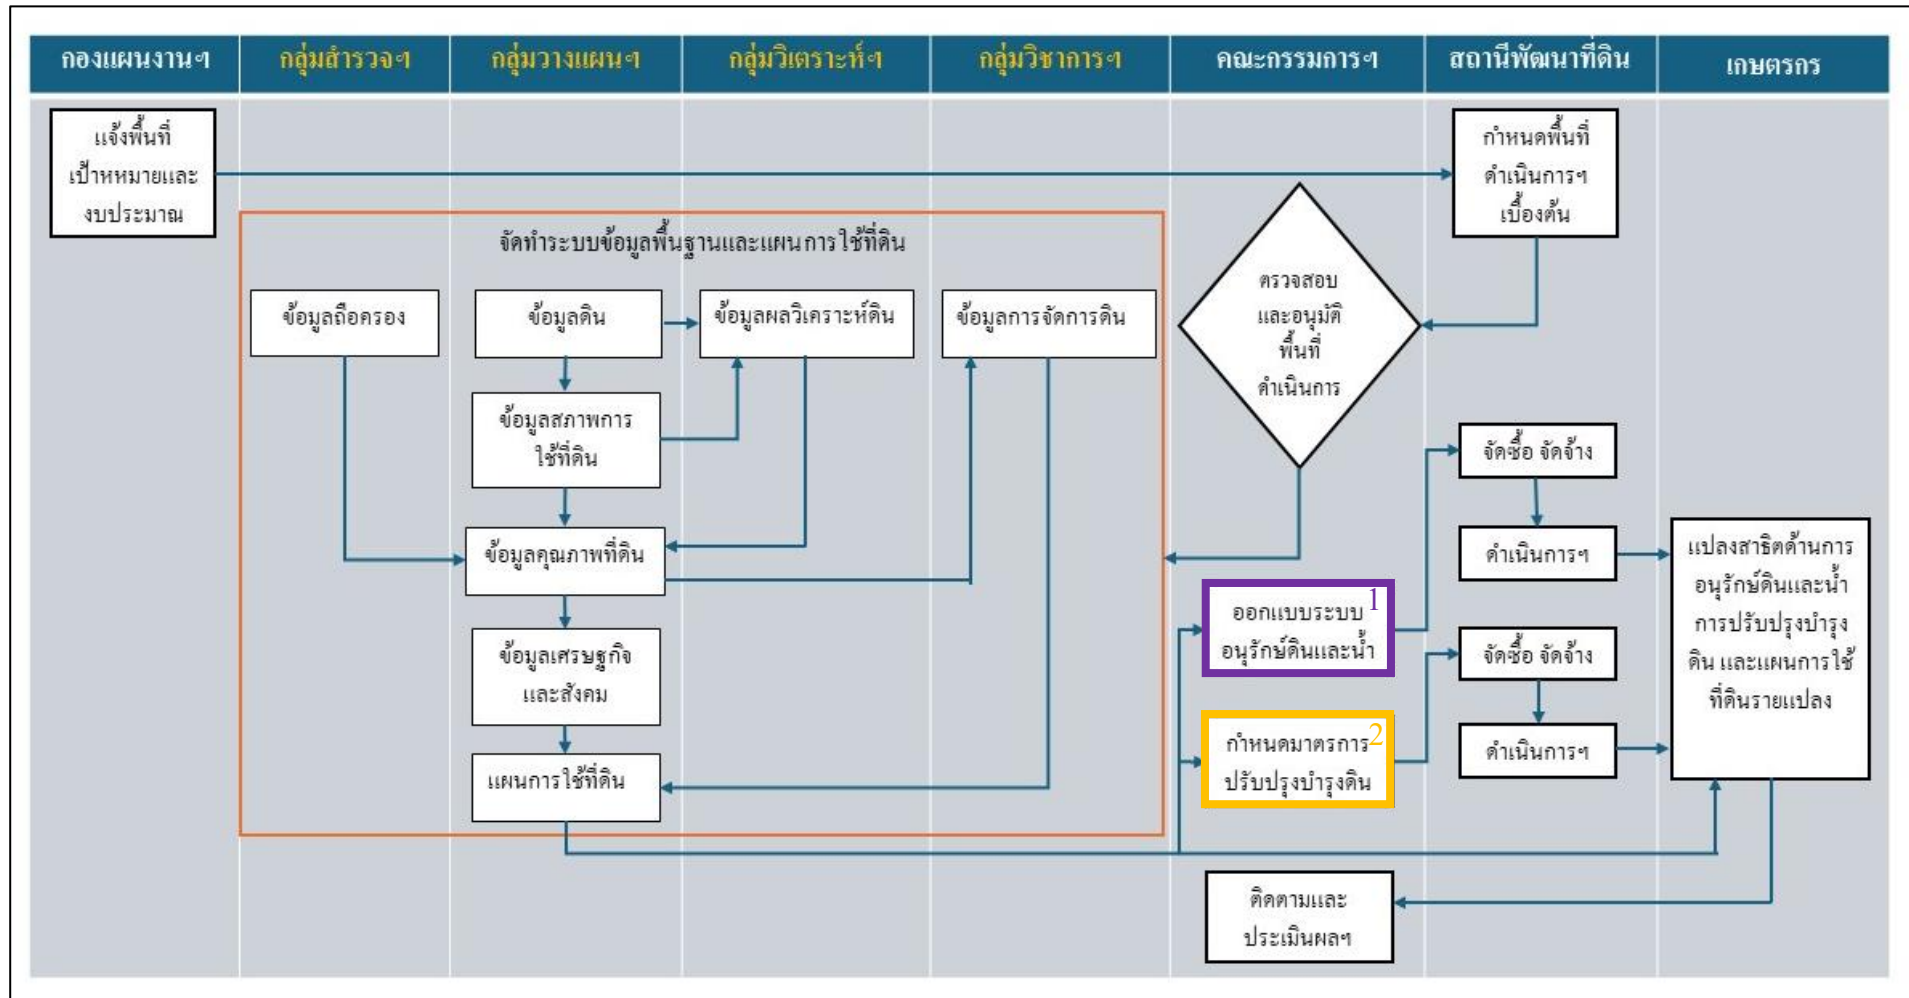 กองแผนงานฯ
กลุ่มสำรวจฯ
กลุ่มวางแผนฯ
กลุ่มวิเตราะห์ฯ
กลุ่มวิชาการฯ
คณะกรรมการฯ
สถานีพัฒนาที่ดิน
เกษตรกร
แจ้งพื้นที่
เป้าหหมายและ
งบประมาณ
กำหนดพื้นที่
ดำเนินการฯ
เบื้องต้น
จัดทำระบบข้อมูลพื้นฐานและแผนการใช้ที่ดิน
ตรวจสอบ
และอนุมัติ
พื้นที่
ดำเนินการ
ข้อมูลถือครอง
ข้อมูลดิน
ข้อมูลผลวิเคราะห์ดิน
ข้อมูลการจัดการดิน
ข้อมูลสภาพการ
ใช้ที่ดิน
ข้อมูลคุณภาพที่ดิน
ข้อมูลเศรษฐกิจ
และสังคม
แผนการใช้ที่ดิน
ออกแบบระบบ 1
อนุรักษ์ดินและน้ำ
กำหนดมาตรการ 2
ปรับปรุงบำรุงดิน
จัดซื้อ จัดจ้าง
ดำเนินการฯ
จัดซื้อ จัดจ้าง
ดำเนินการฯ
แปลงสาธิตด้านการ
อนุรักษ์ดินและน้ำ
การปรับปรุงบำรุง
ดิน และแผนการใช้
ที่ดินรายแปลง
ติดตามและ
ประเมินผลฯ